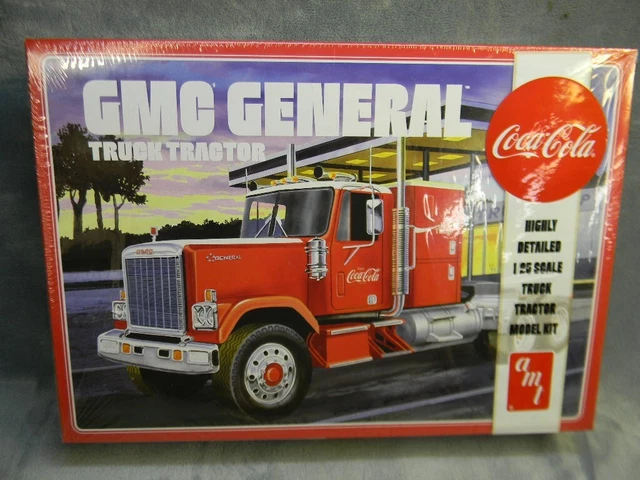 GMC GENERAL
TRUCK TRACTOR
Coca-Cola
HIGHLY
DETAILED
1:25 SCALE
TRUCK
TRACTOR
MODEL KIT
amt
GMC
GENERAL
Coca-Cola